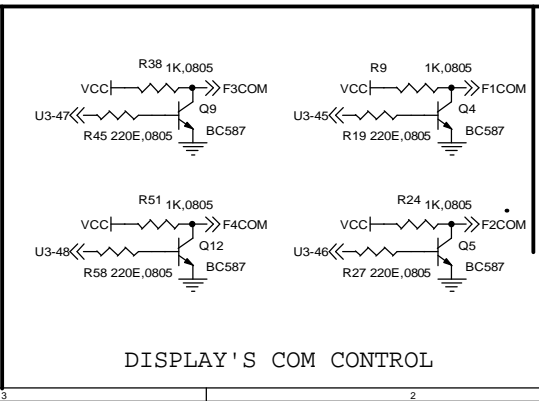 R38 1K,0805
VCC F3COM
Q9
U3-47
R45 220E,0805 BC587
R9 1K,0805
VCC F1COM
Q4
U3-45
R19 220E,0805 BC587
R51 1K,0805
VCC F4COM
Q12
U3-48
R58 220E,0805 BC587
R24 1K,0805
VCC F2COM
Q5
U3-46
R27 220E,0805 BC587
DISPLAY'S COM CONTROL
3 2